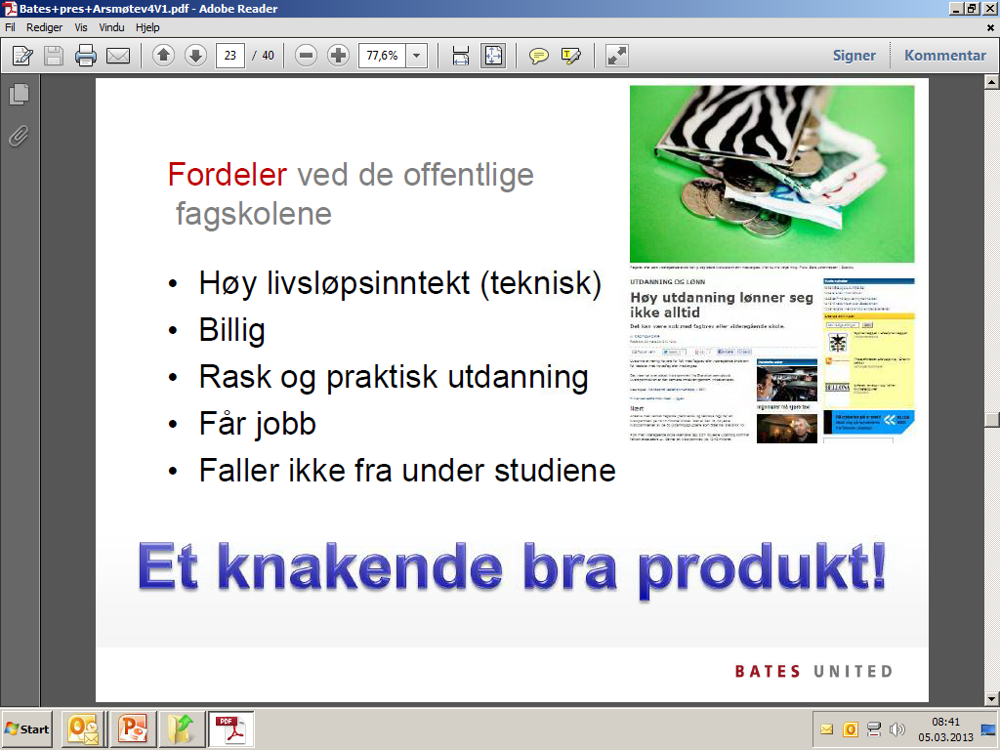 Bates+pres+Arsmøtev4V1.pdf - Adobe Reader
Fil Rediger Vis Vindu Hjelp
23 / 40 77,6% Signer Kommentar
Fordeler ved de offentlige
fagskolene
• Høy livsløpsinntekt (teknisk)
• Billig
• Rask og praktisk utdanning
• Får jobb
• Faller ikke fra under studiene
UTDANNING OG LØNN
Høy utdanning lønner seg
ikke alltid
Det kan være nok med fagbrev eller videregående skole.
Nært
BELLONA
Et knakende bra produkt!
BATES UNITED
Start
08:41
05.03.2013